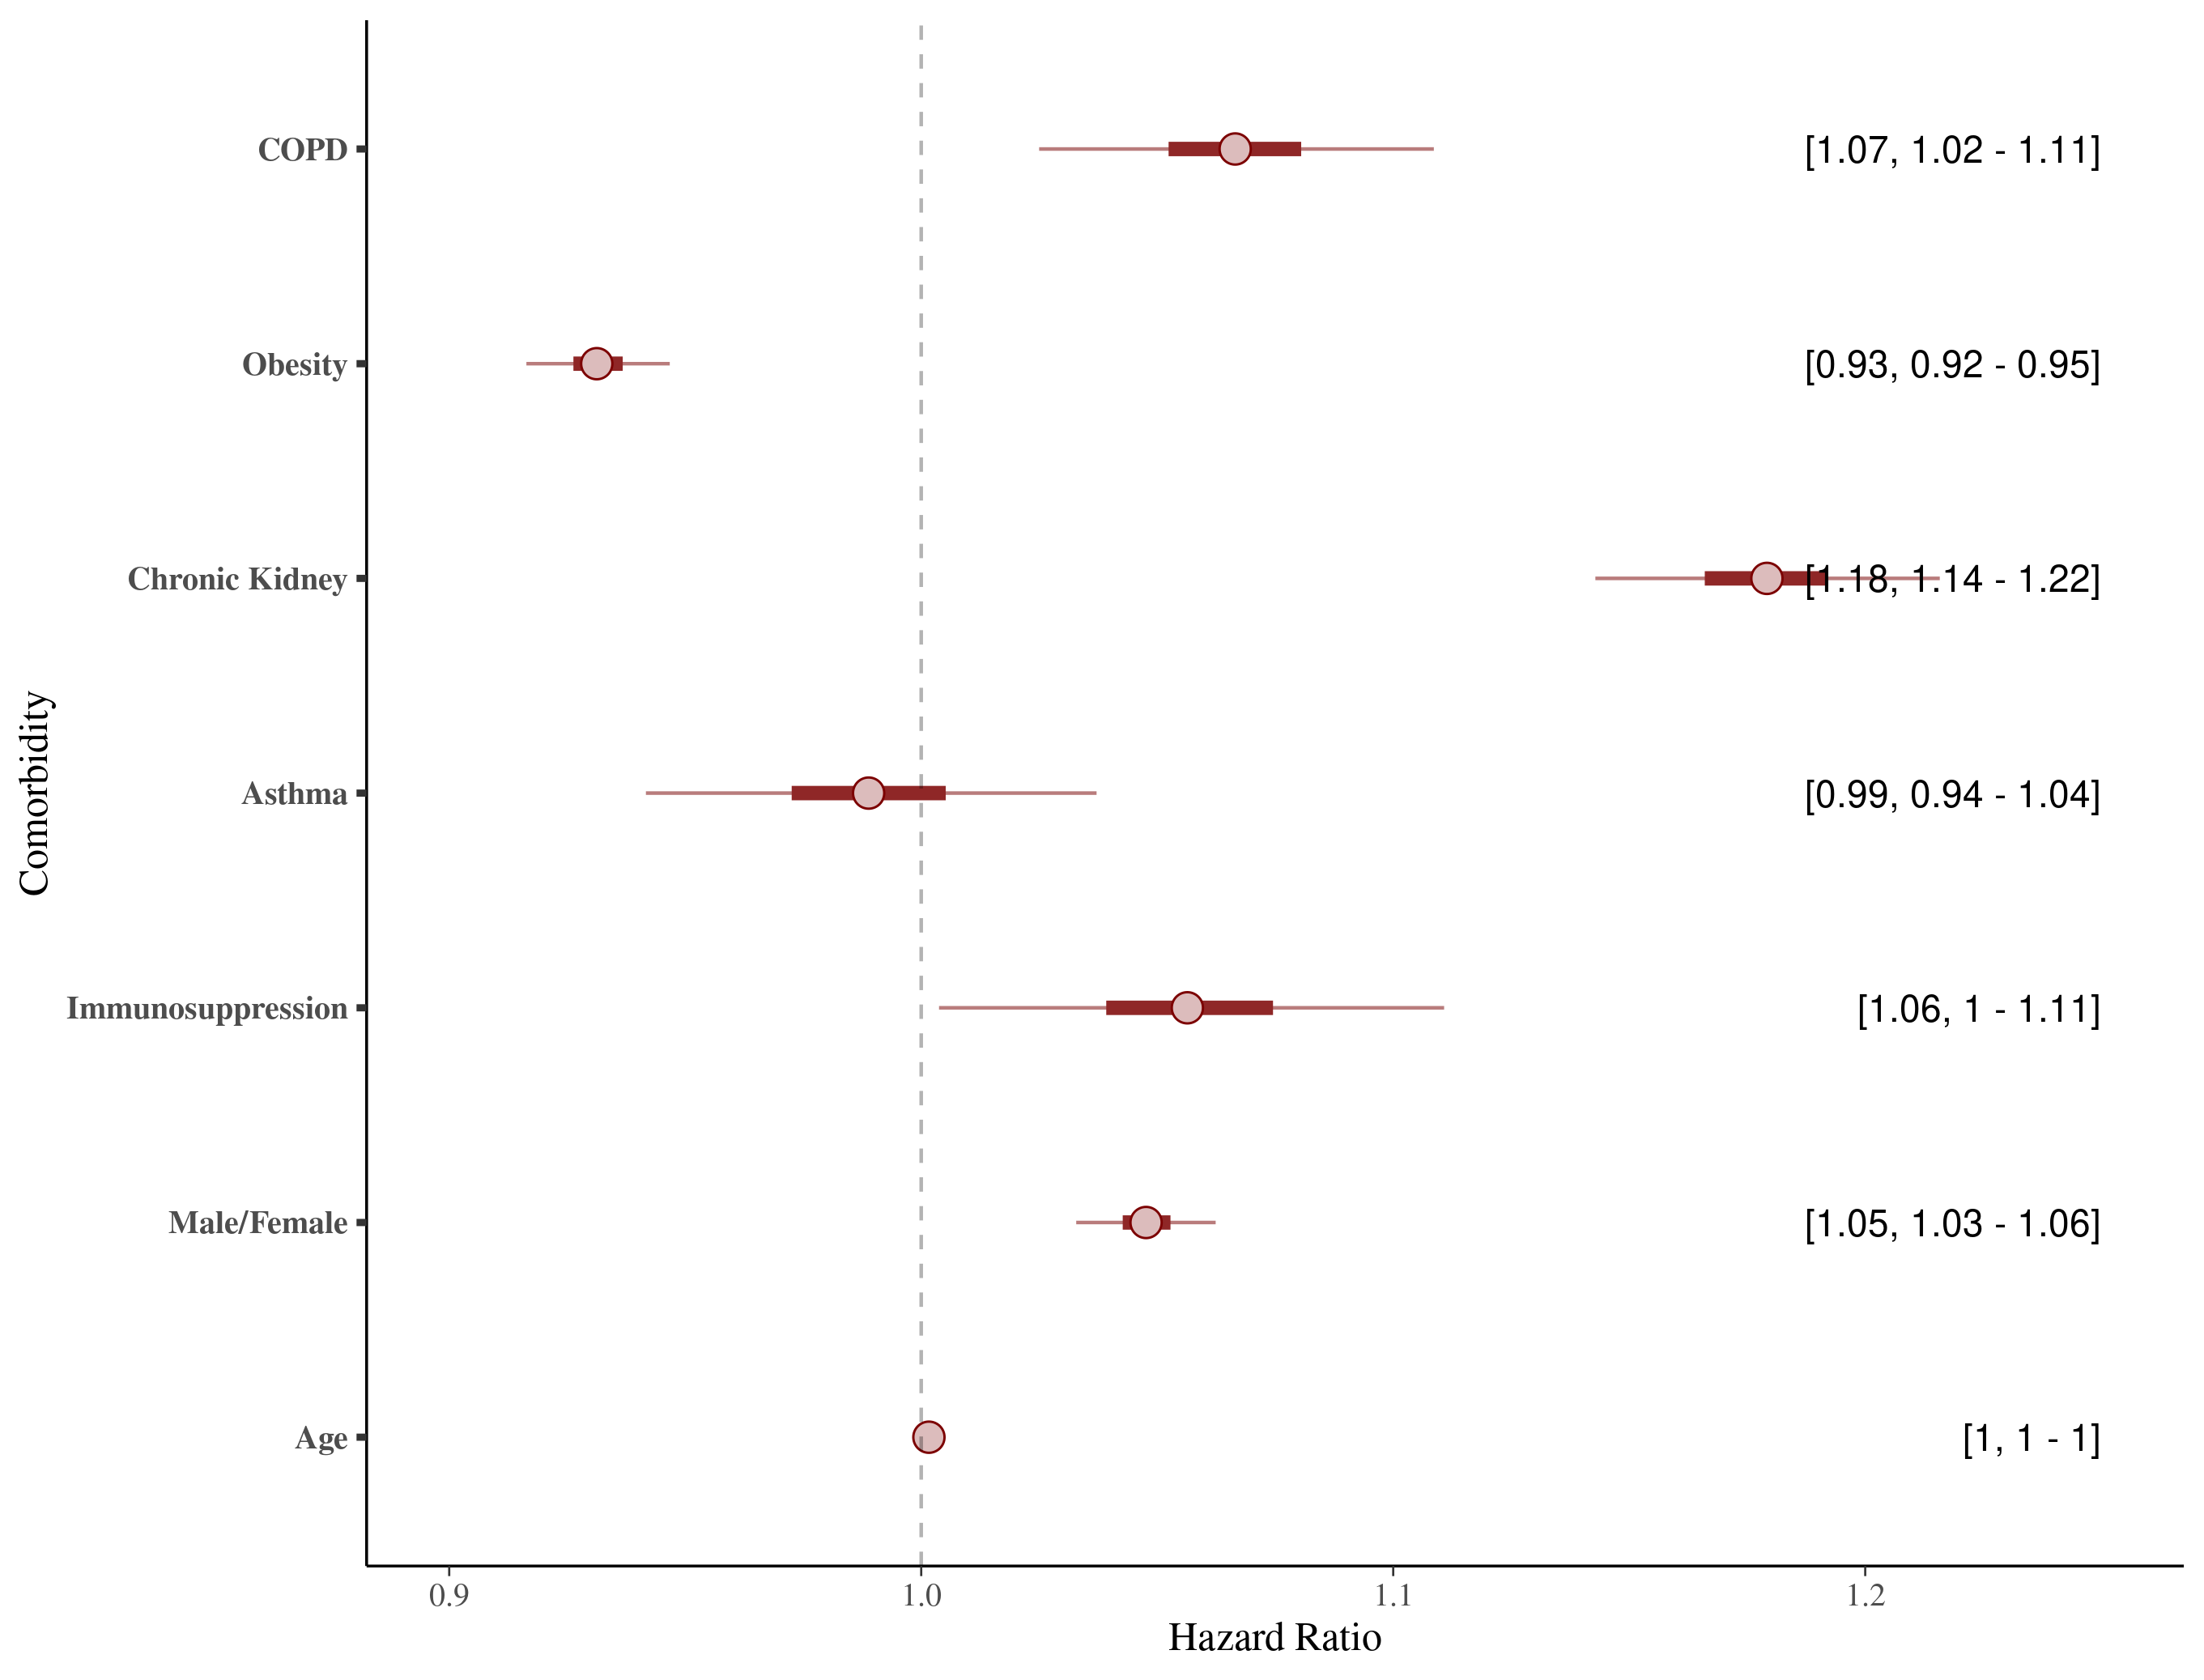 COPD [1.07, 1.02 - 1.11]
Obesity [0.93, 0.92 - 0.95]
Chronic Kidney [1.18, 1.14 - 1.22]
Comorbidity
Asthma [0.99, 0.94 - 1.04]
Immunosuppression [1.06, 1 - 1.11]
Male/Female [1.05, 1.03 - 1.06]
Age [1, 1 - 1]
0.9 1.0 1.1 1.2
Hazard Ratio